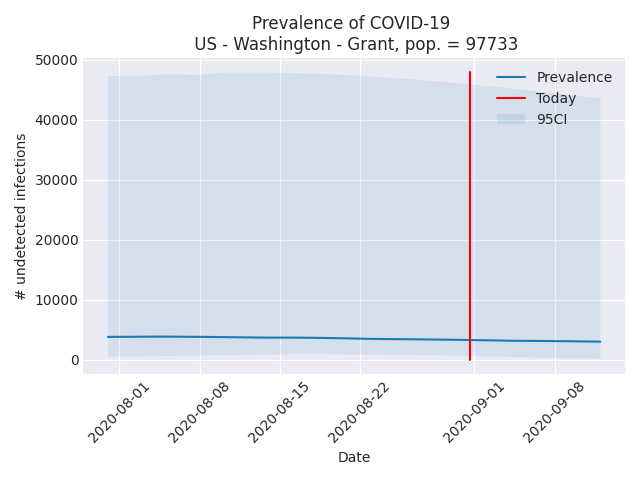 Prevalence of COVID-19
US - Washington - Grant, pop. = 97733
Prevalence
Today
95CI
# undetected infections
50000
40000
30000
20000
10000
0
2020-08-01
2020-08-08
2020-08-15
2020-08-22
2020-09-01
2020-09-08
Date